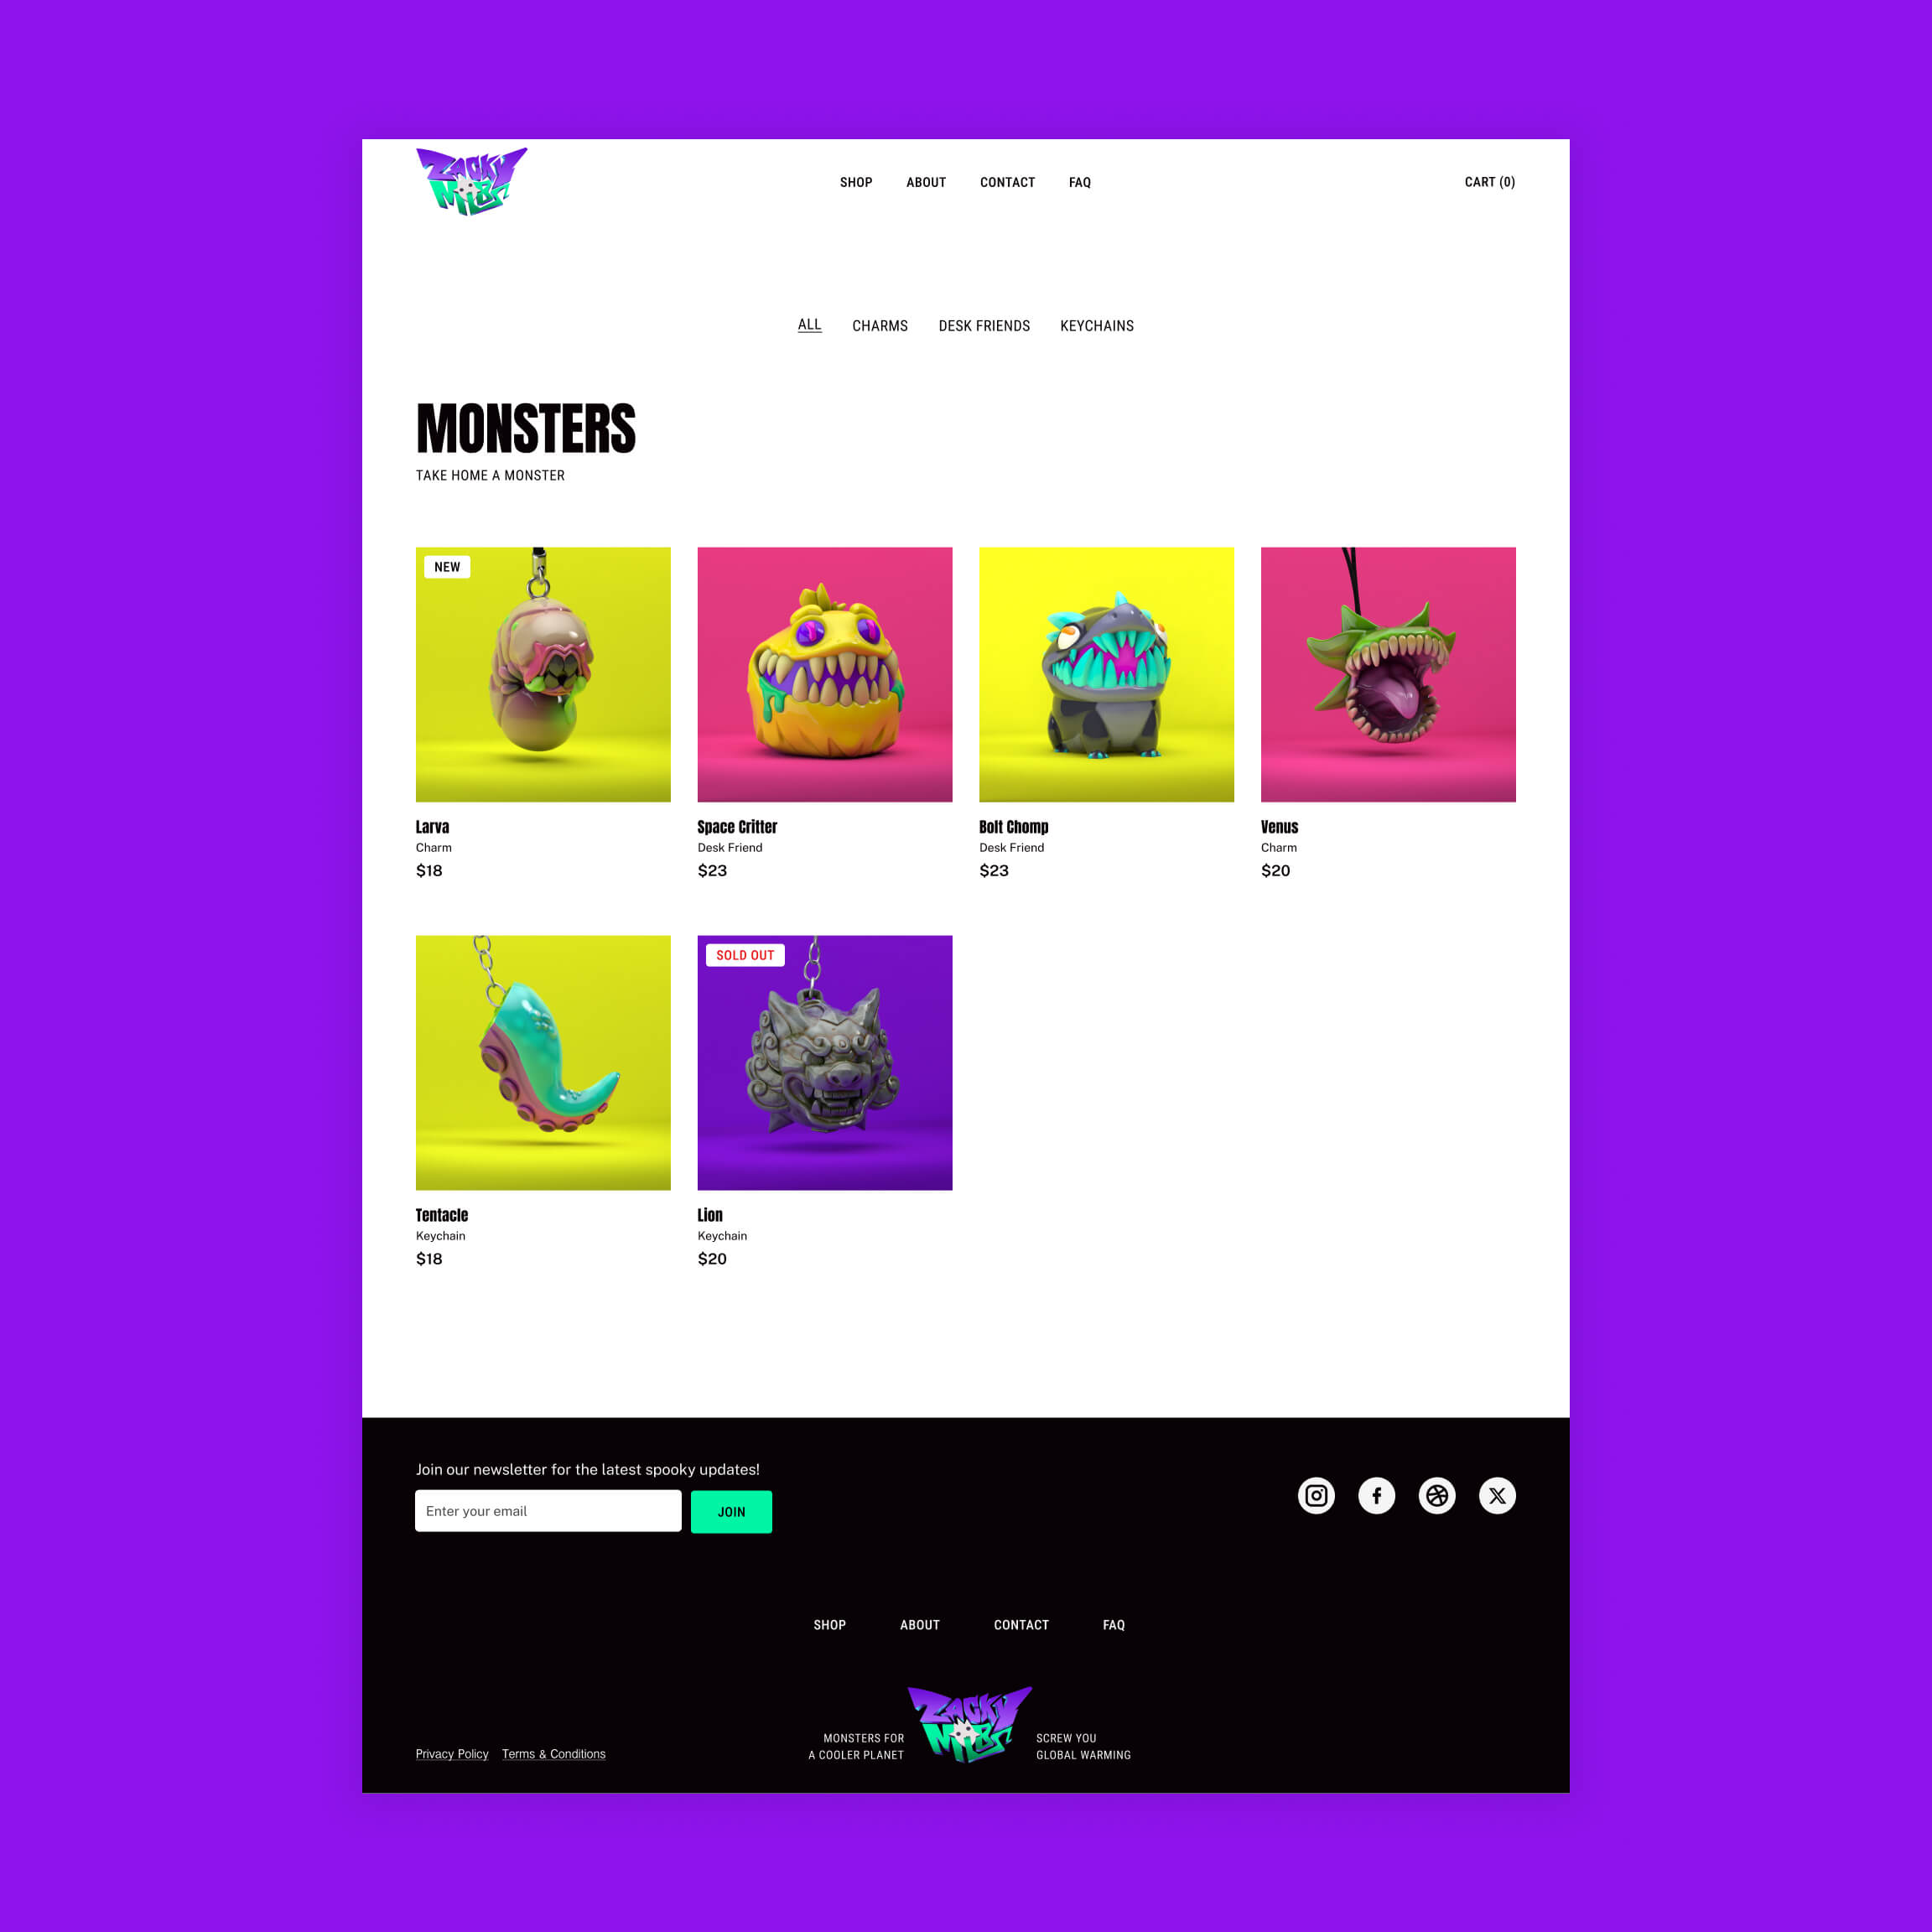 ZACKY
MOBS
SHOP ABOUT CONTACT FAQ
CART (0)
ALL CHARMS DESK FRIENDS KEYCHAINS
MONSTERS
TAKE HOME A MONSTER
NEW
Larva
Charm
$18
Space Critter
Desk Friend
$23
Bolt Chomp
Desk Friend
$23
Venus
Charm
$20
Tentacle
Keychain
$18
SOLD OUT
Lion
Keychain
$20
Join our newsletter for the latest spooky updates!
Enter your email
JOIN
SHOP ABOUT CONTACT FAQ
Privacy Policy Terms & Conditions
MONSTERS FOR
A COOLER PLANET
ZACKY
MOBS
SCREW YOU
GLOBAL WARMING